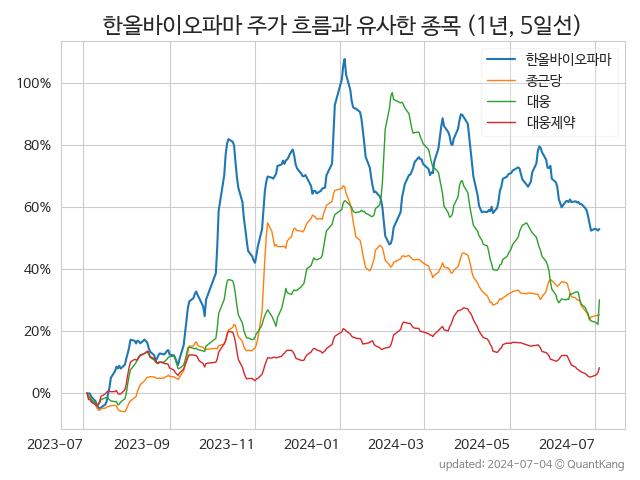 한올바이오파마 주가 흐름과 유사한 종목 (1년, 5일선)
한올바이오파마
종근당
대웅
대웅제약
100%
80%
60%
40%
20%
0%
2023-07 2023-09 2023-11 2024-01 2024-03 2024-05 2024-07
updated: 2024-07-04 © QuantKang